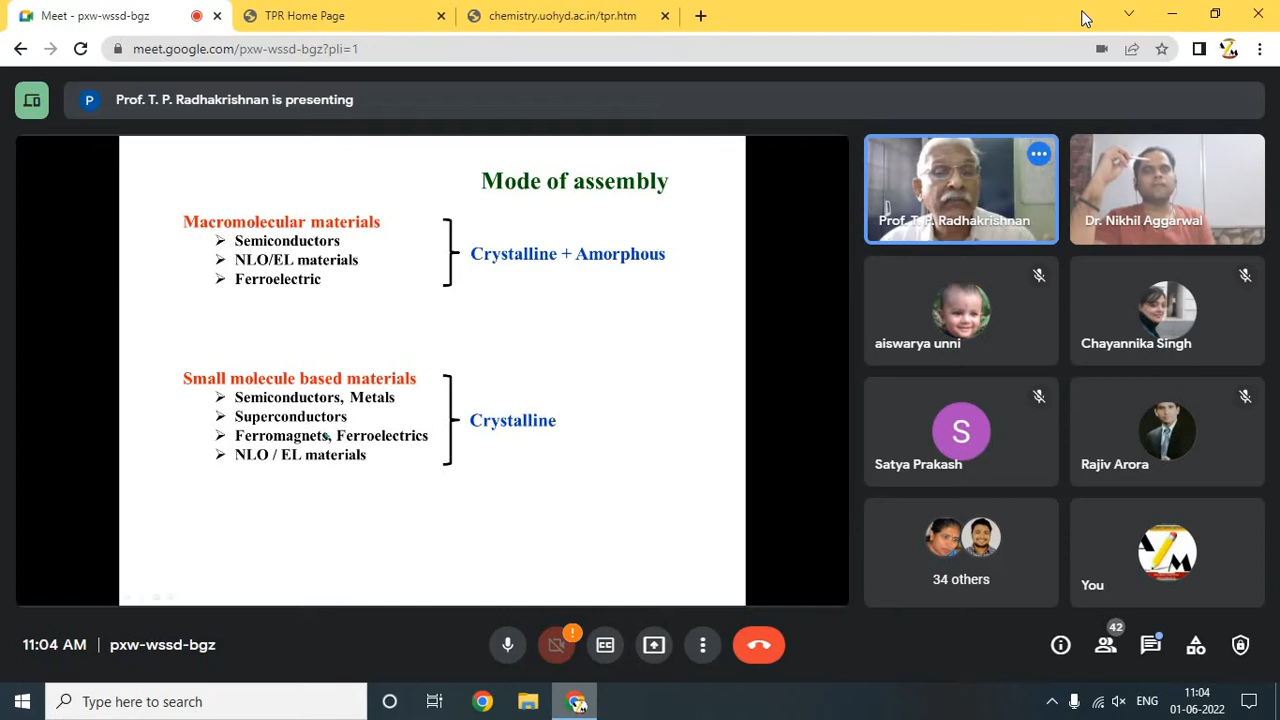 Meet - pxw-wssd-bgz
TPR Home Page
chemistry.uohyd.ac.in/tpr.htm
meet.google.com/pxw-wssd-bgz?pli=1
P
Prof. T. P. Radhakrishnan is presenting
Mode of assembly
Macromolecular materials
Semiconductors
NLO/EL materials
Ferroelectric
Crystalline + Amorphous
Small molecule based materials
Semiconductors, Metals
Superconductors
Ferromagnets, Ferroelectrics
NLO / EL materials
Crystalline
Prof. T. P. Radhakrishnan
Dr. Nikhil Aggarwal
aiswarya unni
Chayannika Singh
S
Satya Prakash
Rajiv Arora
34 others
You
11:04 AM | pxw-wssd-bgz
CC
42
Type here to search
ENG
11:04
01-06-2022